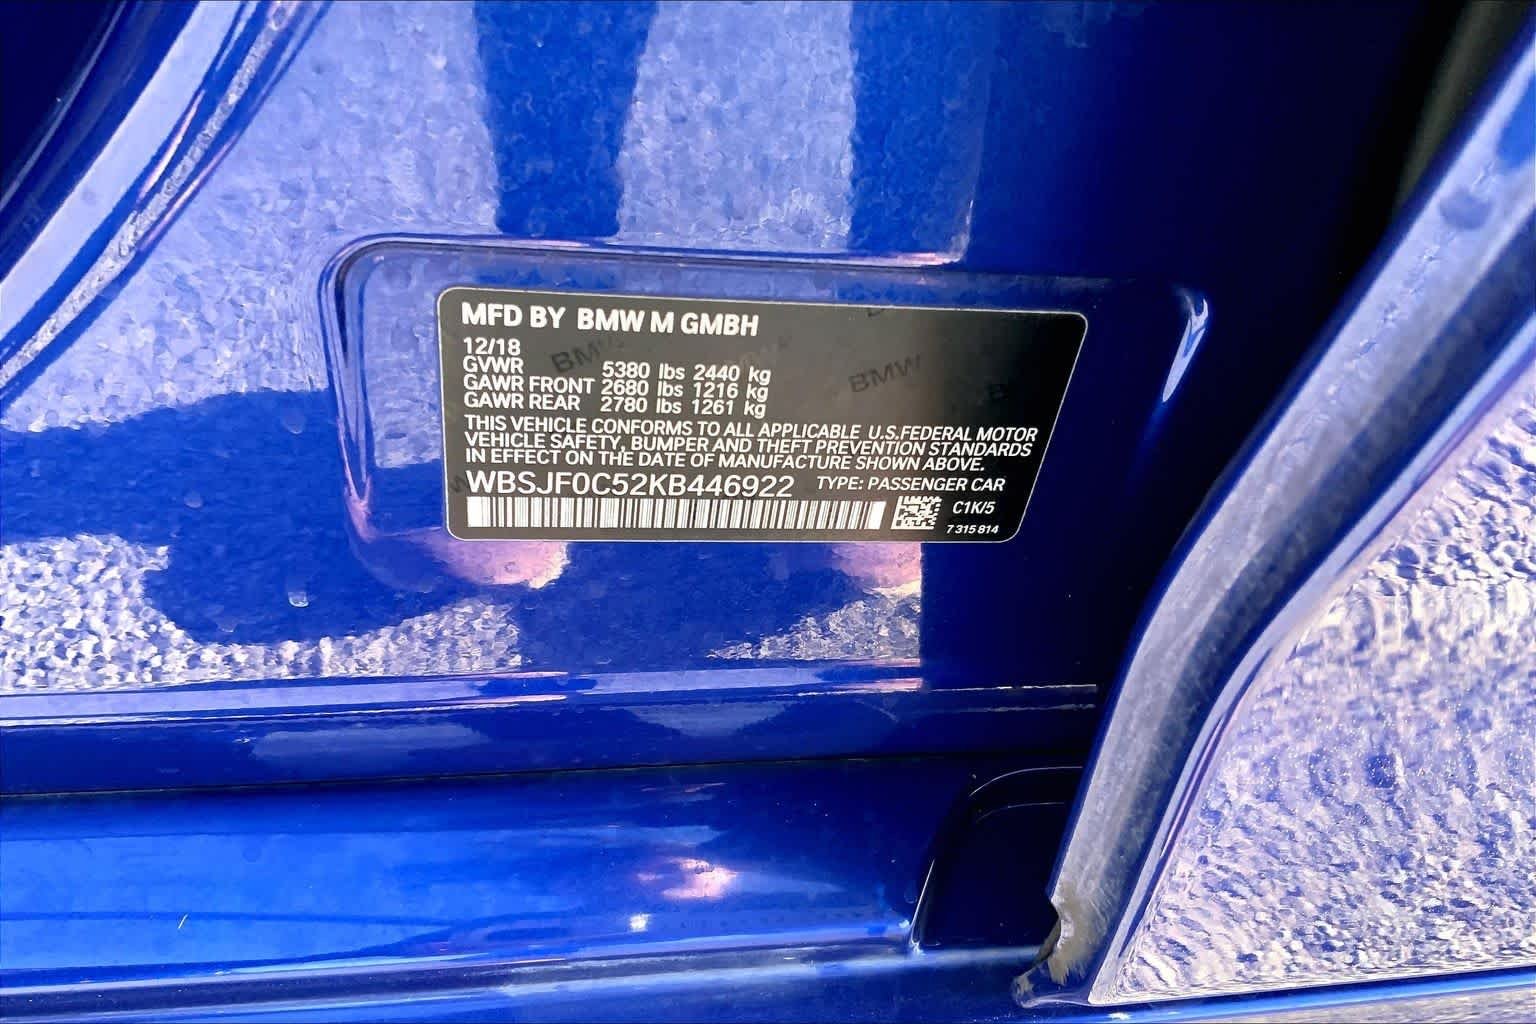 MFD BY BMW M GMBH
12/18
GVWR 5380 lbs 2440 kg
GAWR FRONT 2680 lbs 1216 kg
GAWR REAR 2780 lbs 1261 kg
THIS VEHICLE CONFORMS TO ALL APPLICABLE U.S.FEDERAL MOTOR
VEHICLE SAFETY, BUMPER AND THEFT PREVENTION STANDARDS
IN EFFECT ON THE DATE OF MANUFACTURE SHOWN ABOVE.
WBSJF0C52KB446922 TYPE: PASSENGER CAR
C1K/5
7 315 814
BMW
BMW